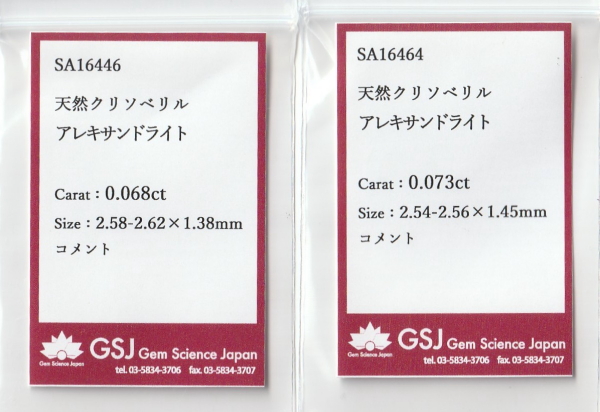 SA16446
天然クリソベリル
アレキサンドライト
Carat：0.068ct
Size：2.58-2.62×1.38mm
コメント
Gem Science Japan
GSJ Gem Science Japan
tel. 03-5834-3706 fax. 03-5834-3707
SA16464
天然クリソベリル
アレキサンドライト
Carat：0.073ct
Size：2.54-2.56×1.45mm
コメント
Gem Science Japan
GSJ Gem Science Japan
tel. 03-5834-3706 fax. 03-5834-3707